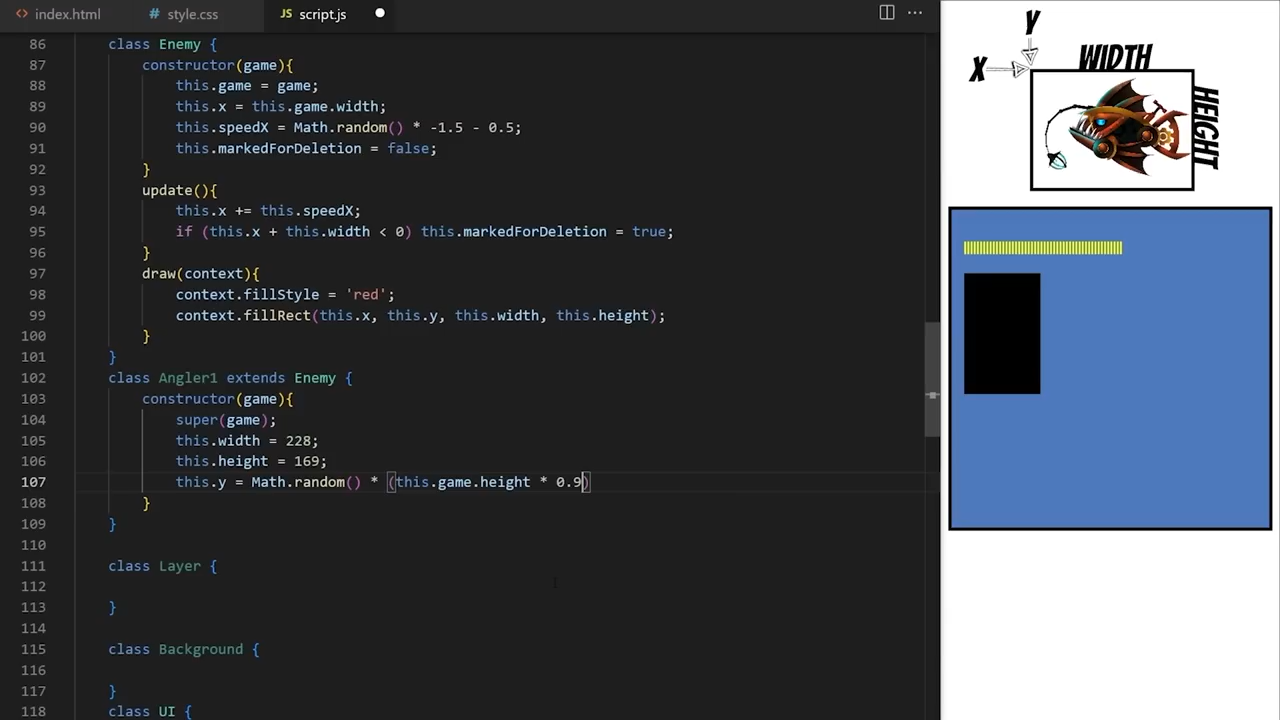 index.html
style.css
script.js
86 class Enemy {
87 constructor(game){
88 this.game = game;
89 this.x = this.game.width;
90 this.speedX = Math.random() * -1.5 - 0.5;
91 this.markedForDeletion = false;
92 }
93 update(){
94 this.x += this.speedX;
95 if (this.x + this.width < 0) this.markedForDeletion = true;
96 }
97 draw(context){
98 context.fillStyle = 'red';
99 context.fillRect(this.x, this.y, this.width, this.height);
100 }
101 }
102 class Angler1 extends Enemy {
103 constructor(game){
104 super(game);
105 this.width = 228;
106 this.height = 169;
107 this.y = Math.random() * (this.game.height * 0.9)
108 }
109 }
110
111 class Layer {
112
113 }
114
115 class Background {
116
117 }
118 class UI {
Y
X
WIDTH
HEIGHT